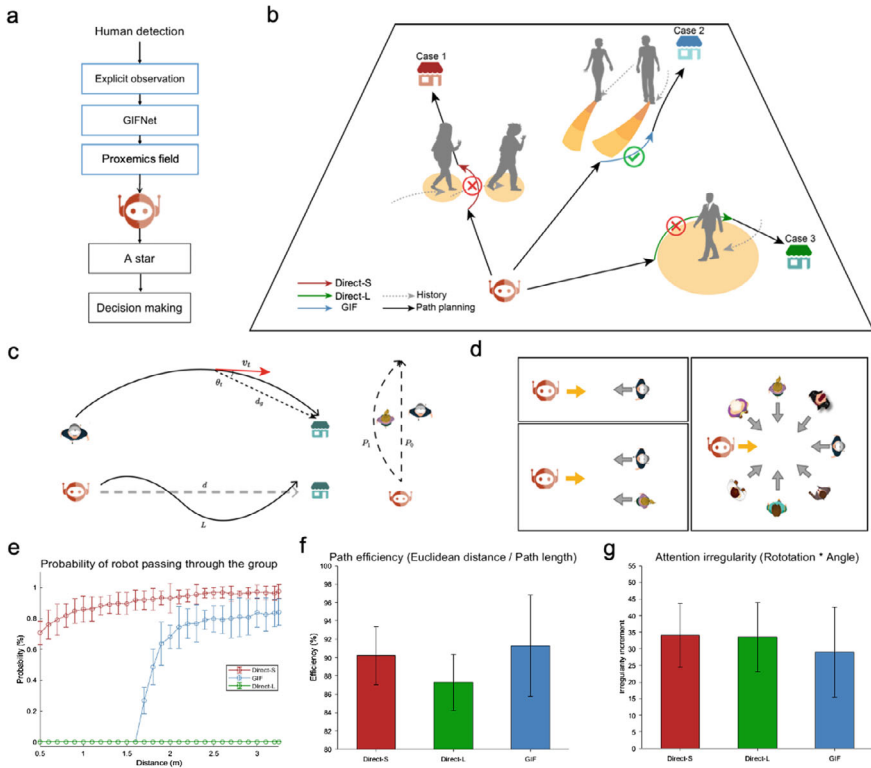 a
Human detection
Explicit observation
GIFNet
Proxemics field
A star
Decision making
b
Case 1
Case 2
Case 3
Direct-S
Direct-L
GIF
History
Path planning
c
v_t
θ_t
d_g
d
L
P_1
P_0
d
e
Probability of robot passing through the group
Probability (%)
1
0.8
0.6
0.4
0.2
0
0.5
1
1.5
2
2.5
3
Distance (m)
Direct-S
GIF
Direct-L
f
Path efficiency (Euclidean distance / Path length)
Efficiency (%)
100
98
96
94
92
90
88
86
84
82
80
Direct-S
Direct-L
GIF
g
Attention irregularity (Rototation * Angle)
Irregularity increment
55
50
45
40
35
30
25
20
15
10
5
0
Direct-S
Direct-L
GIF